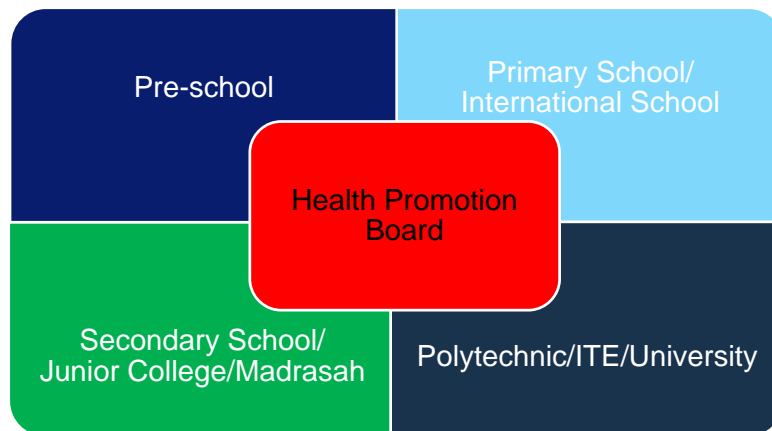 Pre-school
Primary School/
International School
Health Promotion
Board
Secondary School/
Junior College/Madrasah
Polytechnic/ITE/University